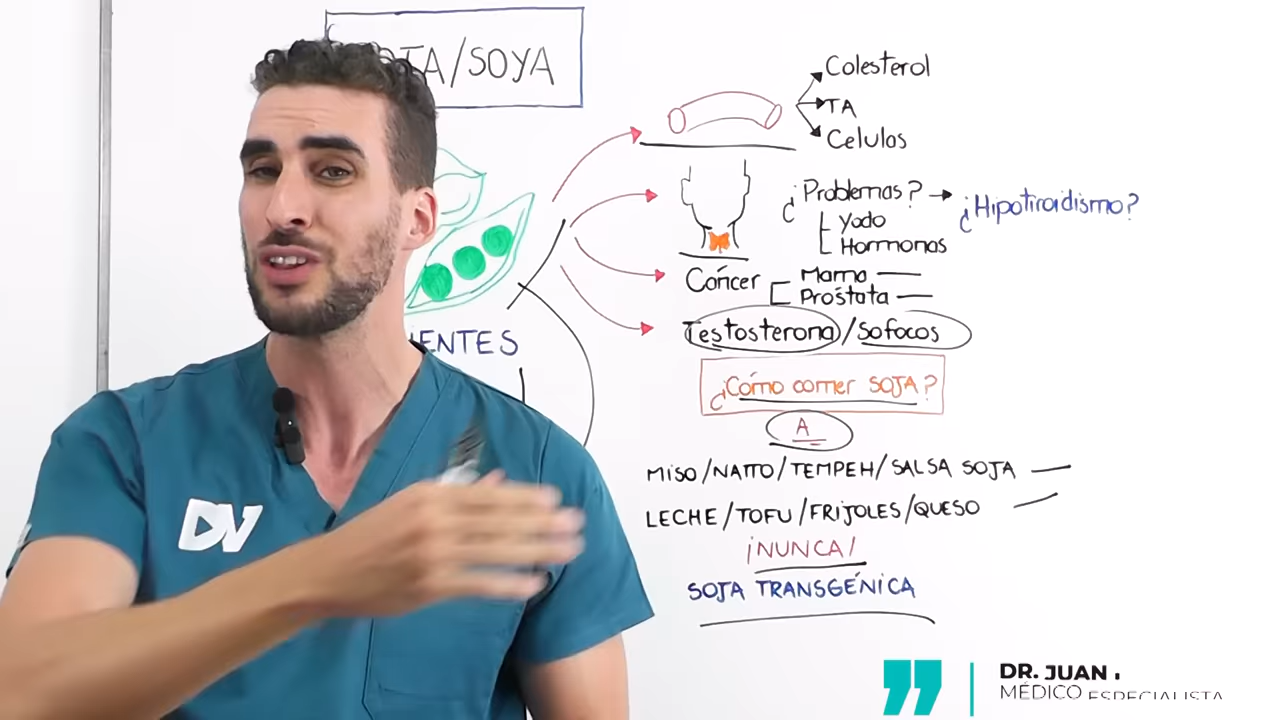 /SOYA
Colesterol
TA
Celulas
¿Problemas? → ¿Hipotiroidismo?
Yodo
Hormonas
Cáncer
Mama
Próstata
Testosterona/Sofocos
¿Cómo comer SOJA?
A
MISO/NATTO/TEMPEH/SALSA SOJA
LECHE/TOFU/FRIJOLES/QUESO
¡NUNCA!
SOJA TRANSGÉNICA
DV
DR. JUAN
MÉDICO ESPECIALISTA